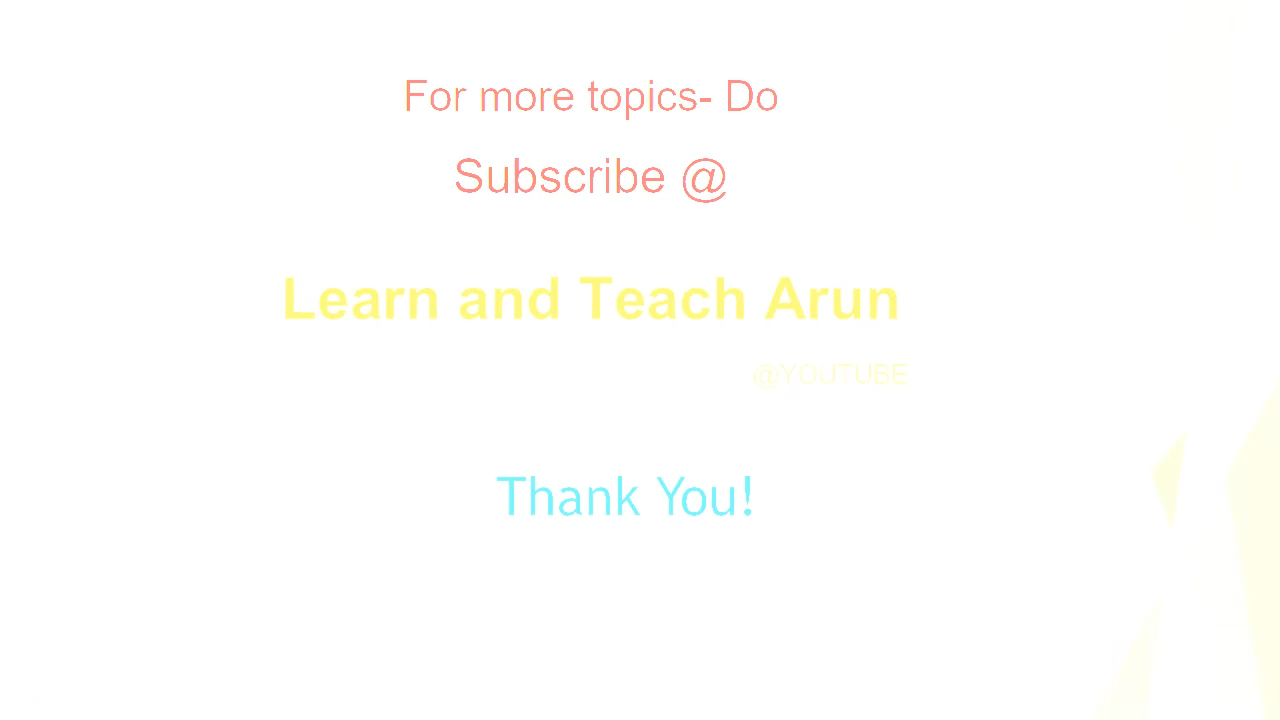 For more topics- Do
Subscribe @
Learn and Teach Arun
@YOUTUBE
Thank You!